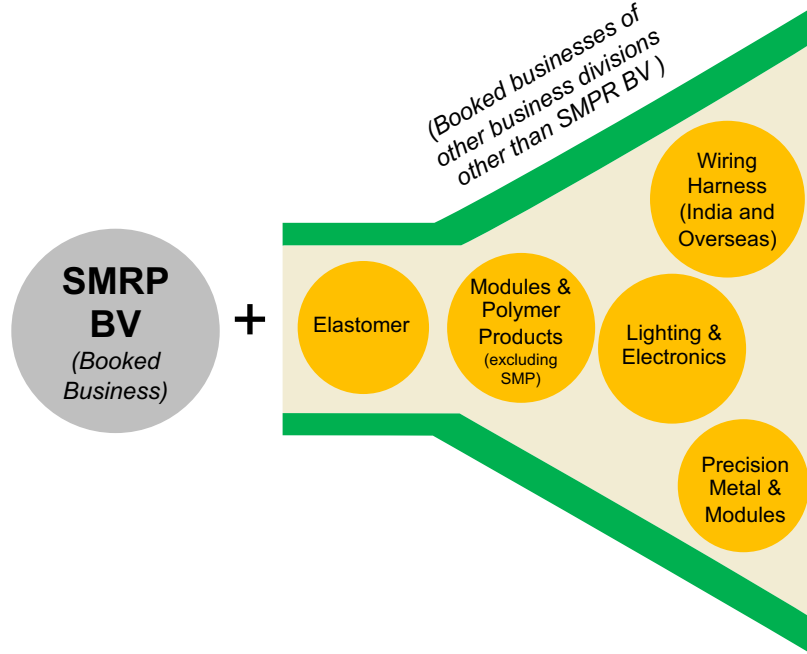 (Booked businesses of
other business divisions
other than SMPR BV )
SMRP
BV
(Booked
Business)
+
Elastomer
Modules &
Polymer
Products
(excluding
SMP)
Wiring
Harness
(India and
Overseas)
Lighting &
Electronics
Precision
Metal &
Modules